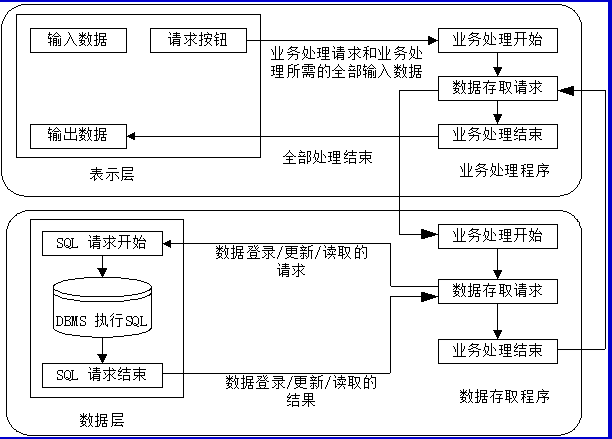 输入数据
请求按钮
业务处理开始
业务处理请求和业务处
理所需的全部输入数据
数据存取请求
输出数据
业务处理结束
全部处理结束
表示层
业务处理程序
SQL 请求开始
业务处理开始
数据登录/更新/读取的
请求
数据存取请求
DBMS 执行SQL
业务处理结束
SQL 请求结束
数据登录/更新/读取的
结果
数据存取程序
数据层